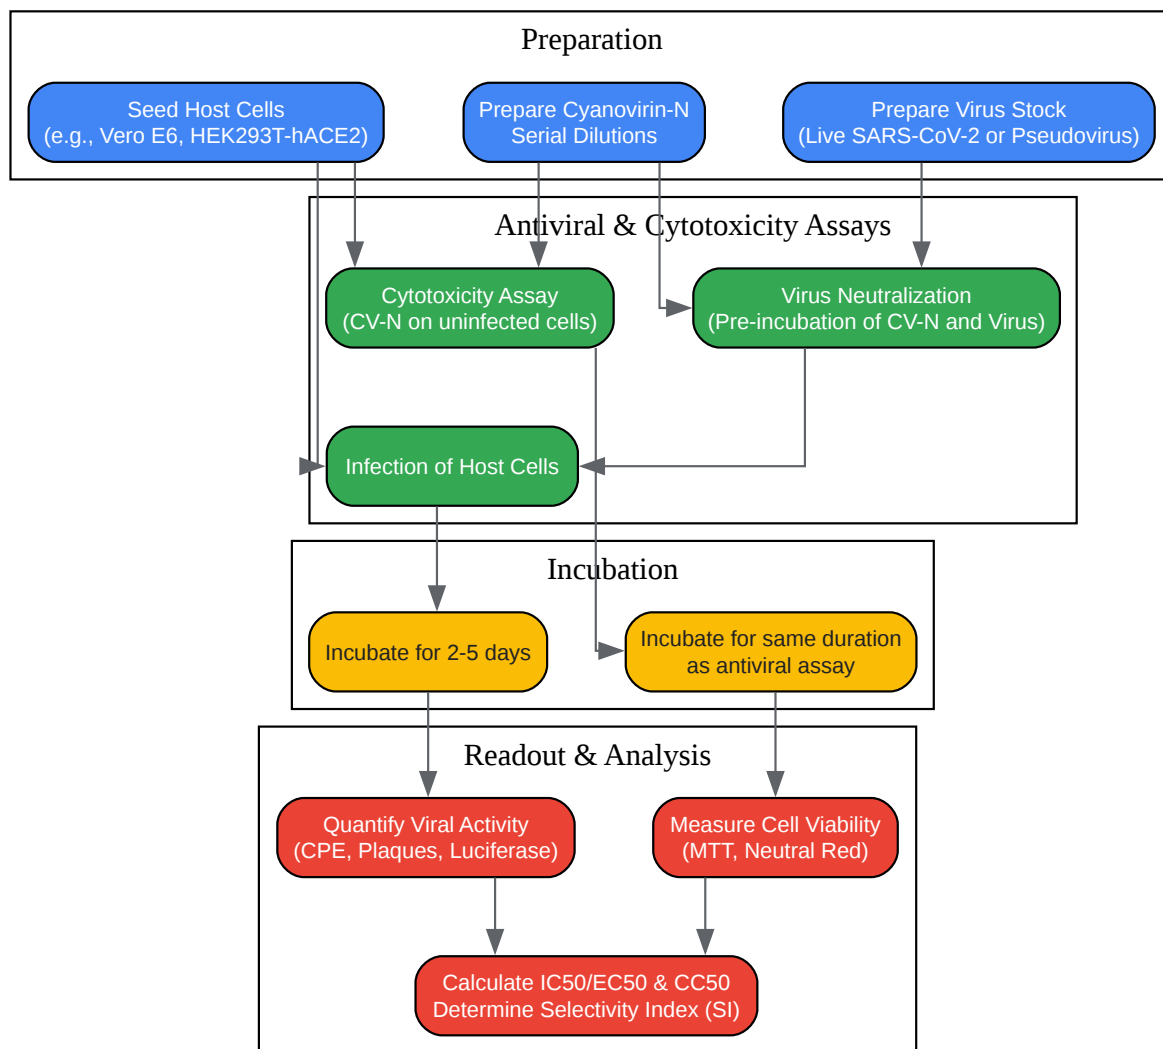 Preparation
Seed Host Cells
(e.g., Vero E6, HEK293T-hACE2)
Prepare Cyanovirin-N
Serial Dilutions
Prepare Virus Stock
(Live SARS-CoV-2 or Pseudovirus)
Antiviral & Cytotoxicity Assays
Cytotoxicity Assay
(CV-N on uninfected cells)
Virus Neutralization
(Pre-incubation of CV-N and Virus)
Infection of Host Cells
Incubation
Incubate for 2-5 days
Incubate for same duration
as antiviral assay
Readout & Analysis
Quantify Viral Activity
(CPE, Plaques, Luciferase)
Measure Cell Viability
(MTT, Neutral Red)
Calculate IC50/EC50 & CC50
Determine Selectivity Index (SI)